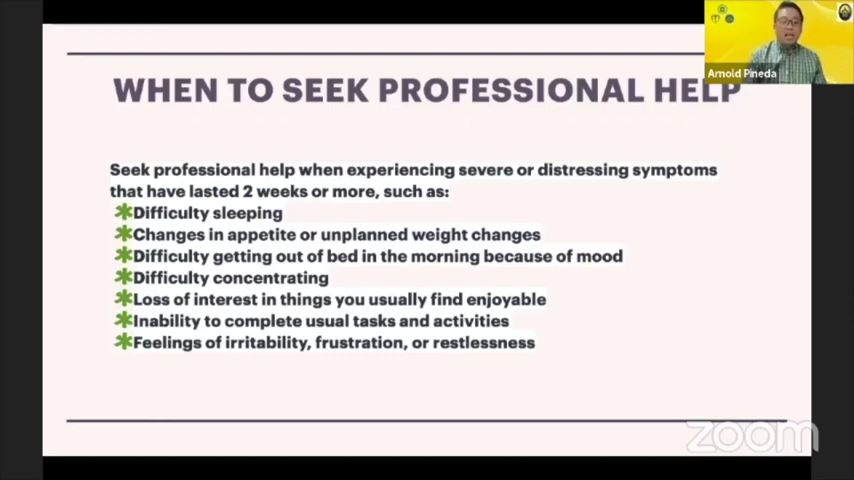 WHEN TO SEEK PROFESSIONAL HELP
Arnold Pineda
Seek professional help when experiencing severe or distressing symptoms
that have lasted 2 weeks or more, such as:
Difficulty sleeping
Changes in appetite or unplanned weight changes
Difficulty getting out of bed in the morning because of mood
Difficulty concentrating
Loss of interest in things you usually find enjoyable
Inability to complete usual tasks and activities
Feelings of irritability, frustration, or restlessness
zoom